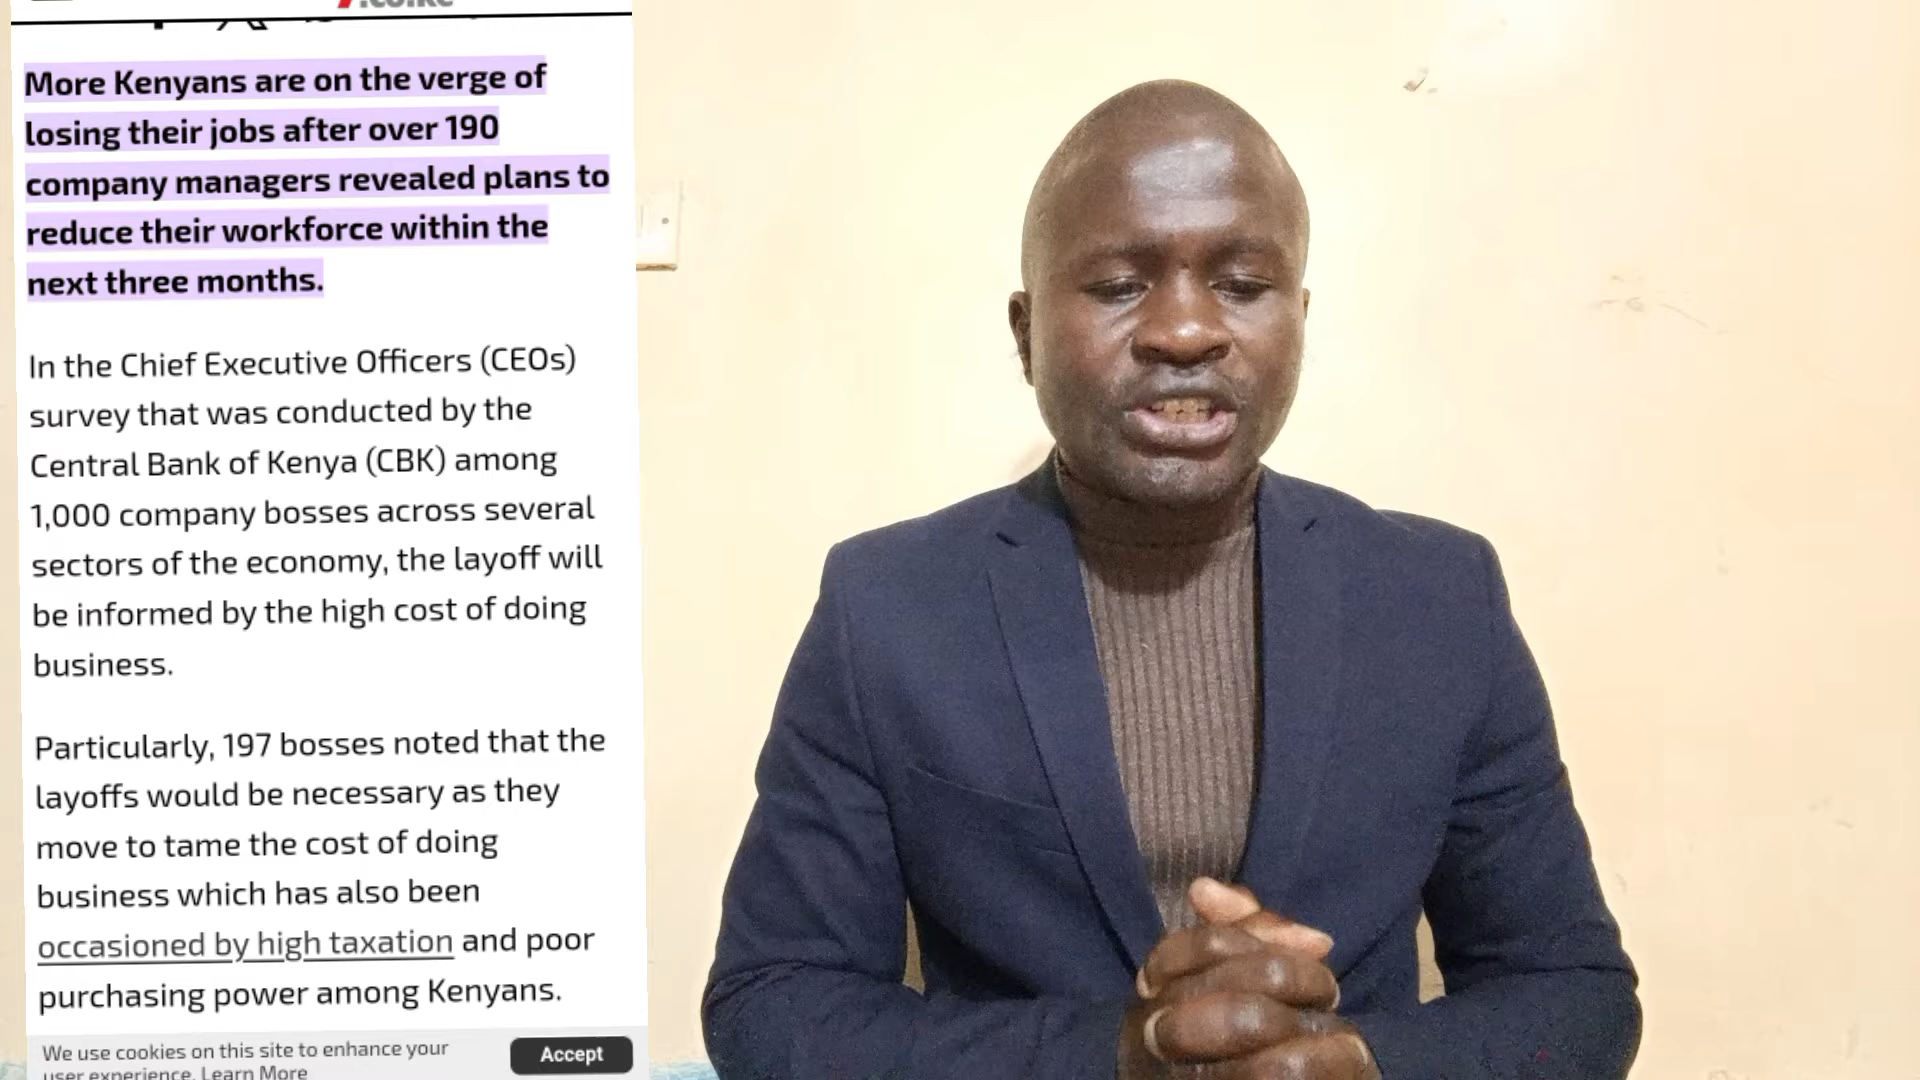 More Kenyans are on the verge of
losing their jobs after over 190
company managers revealed plans to
reduce their workforce within the
next three months.
In the Chief Executive Officers (CEOs)
survey that was conducted by the
Central Bank of Kenya (CBK) among
1,000 company bosses across several
sectors of the economy, the layoff will
be informed by the high cost of doing
business.
Particularly, 197 bosses noted that the
layoffs would be necessary as they
move to tame the cost of doing
business which has also been
occasioned by high taxation and poor
purchasing power among Kenyans.
We use cookies on this site to enhance your
user experience. Learn More
Accept